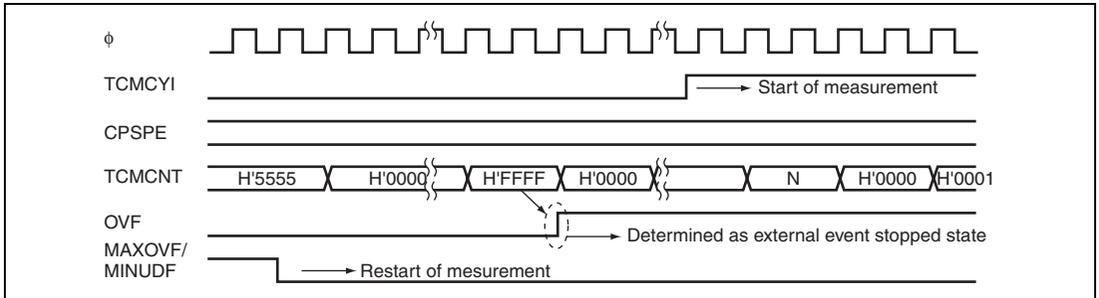 φ
TCMCYI
Start of measurement
CPSPE
TCMCNT H'5555 H'0000 H'FFFF H'0000 N H'0000 H'0001
OVF
Determined as external event stopped state
MAXOVF/
MINUDF
Restart of mesurement